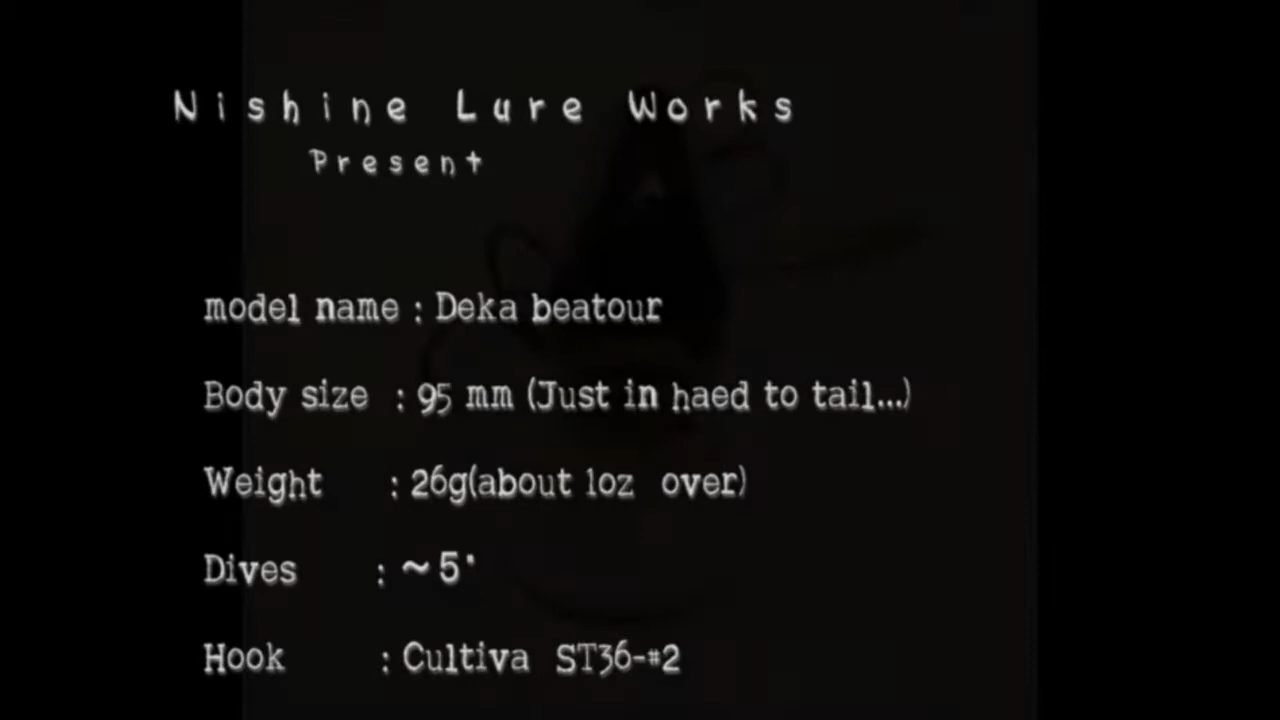 Nishine Lure Works
Present
model name : Deka beatour
Body size : 95 mm (Just in haed to tail...)
Weight : 26g(about 1oz over)
Dives : ~5'
Hook : Cultiva ST36-#2